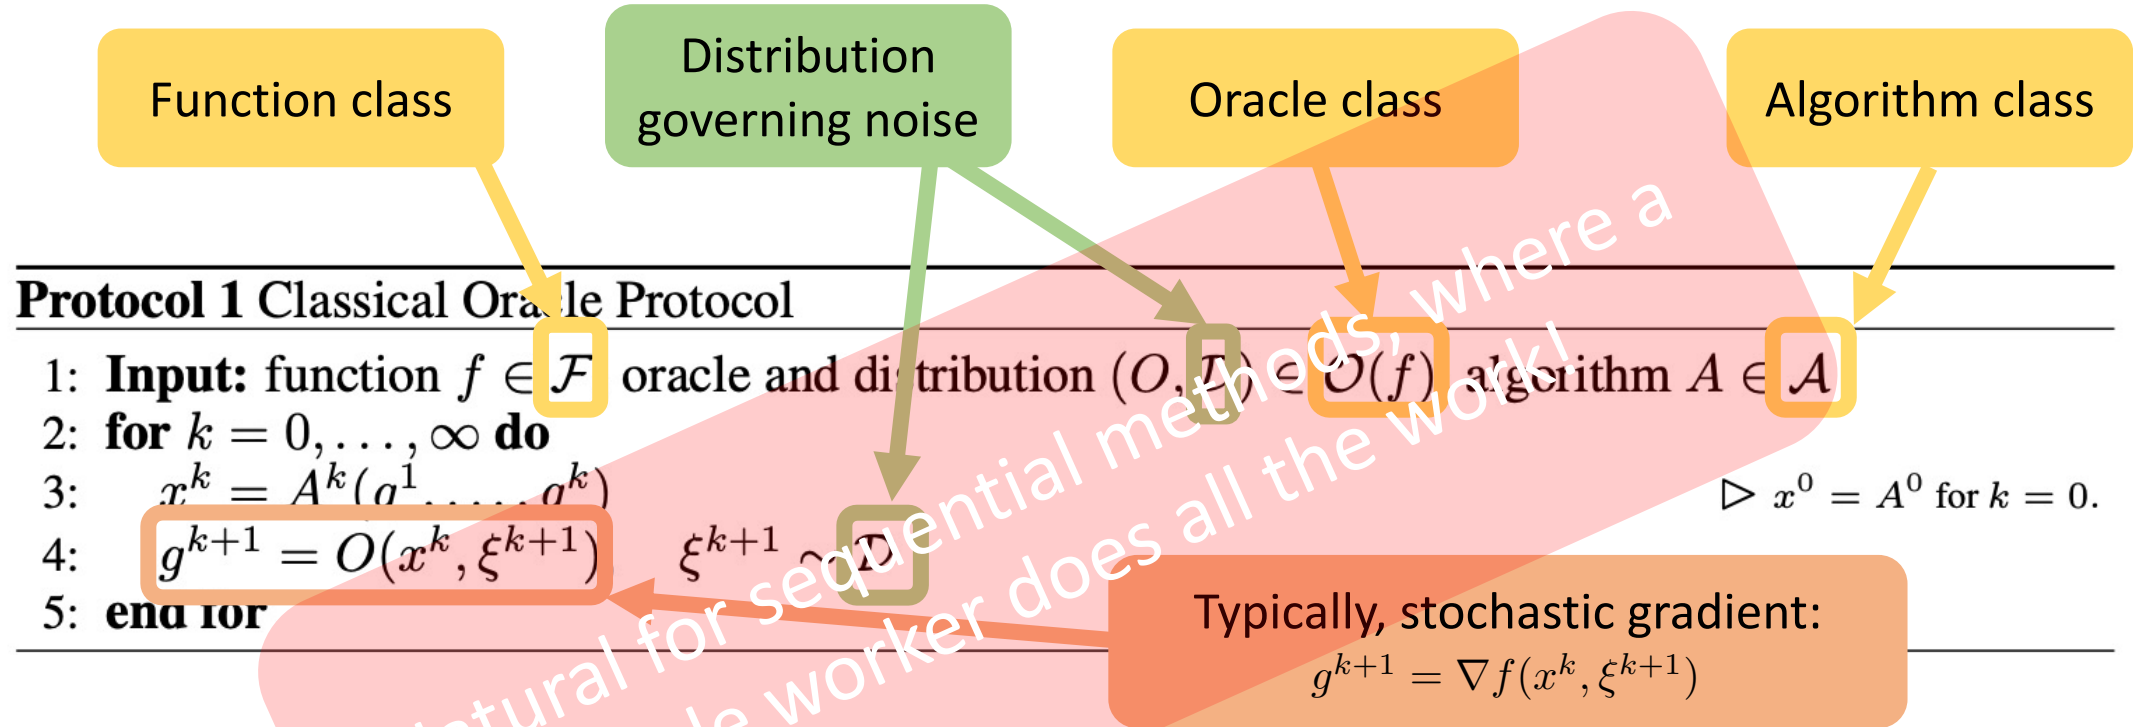 Function class
Distribution
governing noise
Oracle class
Algorithm class
Protocol 1 Classical Oracle Protocol
1: Input: function f ∈ ℱ oracle and distribution (O, 𝒟) ∈ 𝒪(f) algorithm A ∈ 𝒜
2: for k = 0, . . . , ∞ do
3: x^k = A^k(g^1, . . . , g^k) ▷ x^0 = A^0 for k = 0.
4: g^{k+1} = O(x^k, ξ^{k+1}) ξ^{k+1} ∼ 𝒟
5: end for
Typically, stochastic gradient:
g^{k+1} = ∇f(x^k, ξ^{k+1})
for sequential methods, where a
worker does all the work!